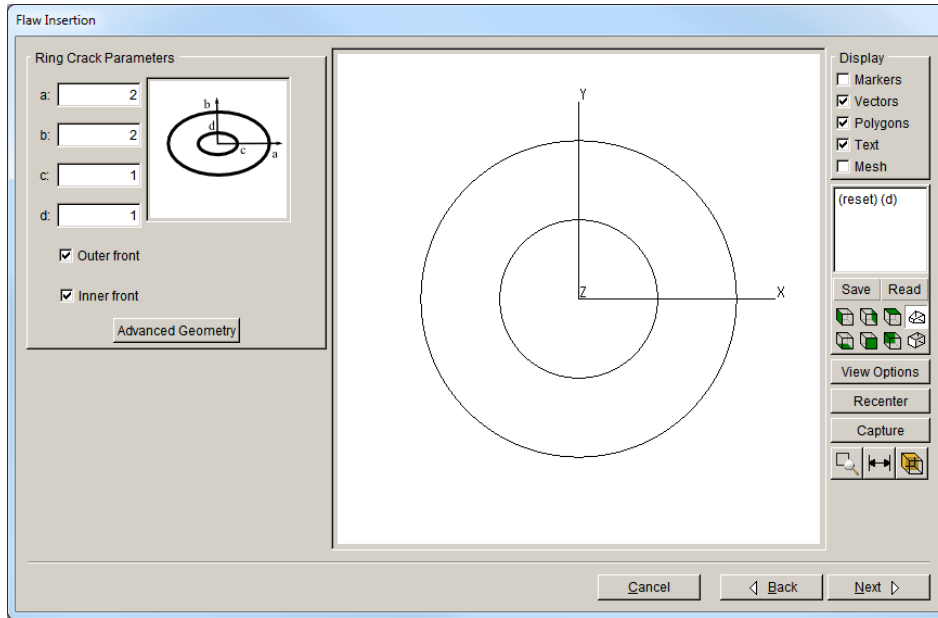 Flaw Insertion
Ring Crack Parameters
a: 2
b: 2
c: 1
d: 1
b
d
c
a
Outer front
Inner front
Advanced Geometry
Y
Z
X
Display
Markers
Vectors
Polygons
Text
Mesh
(reset) (d)
Save Read
View Options
Recenter
Capture
Cancel Back Next